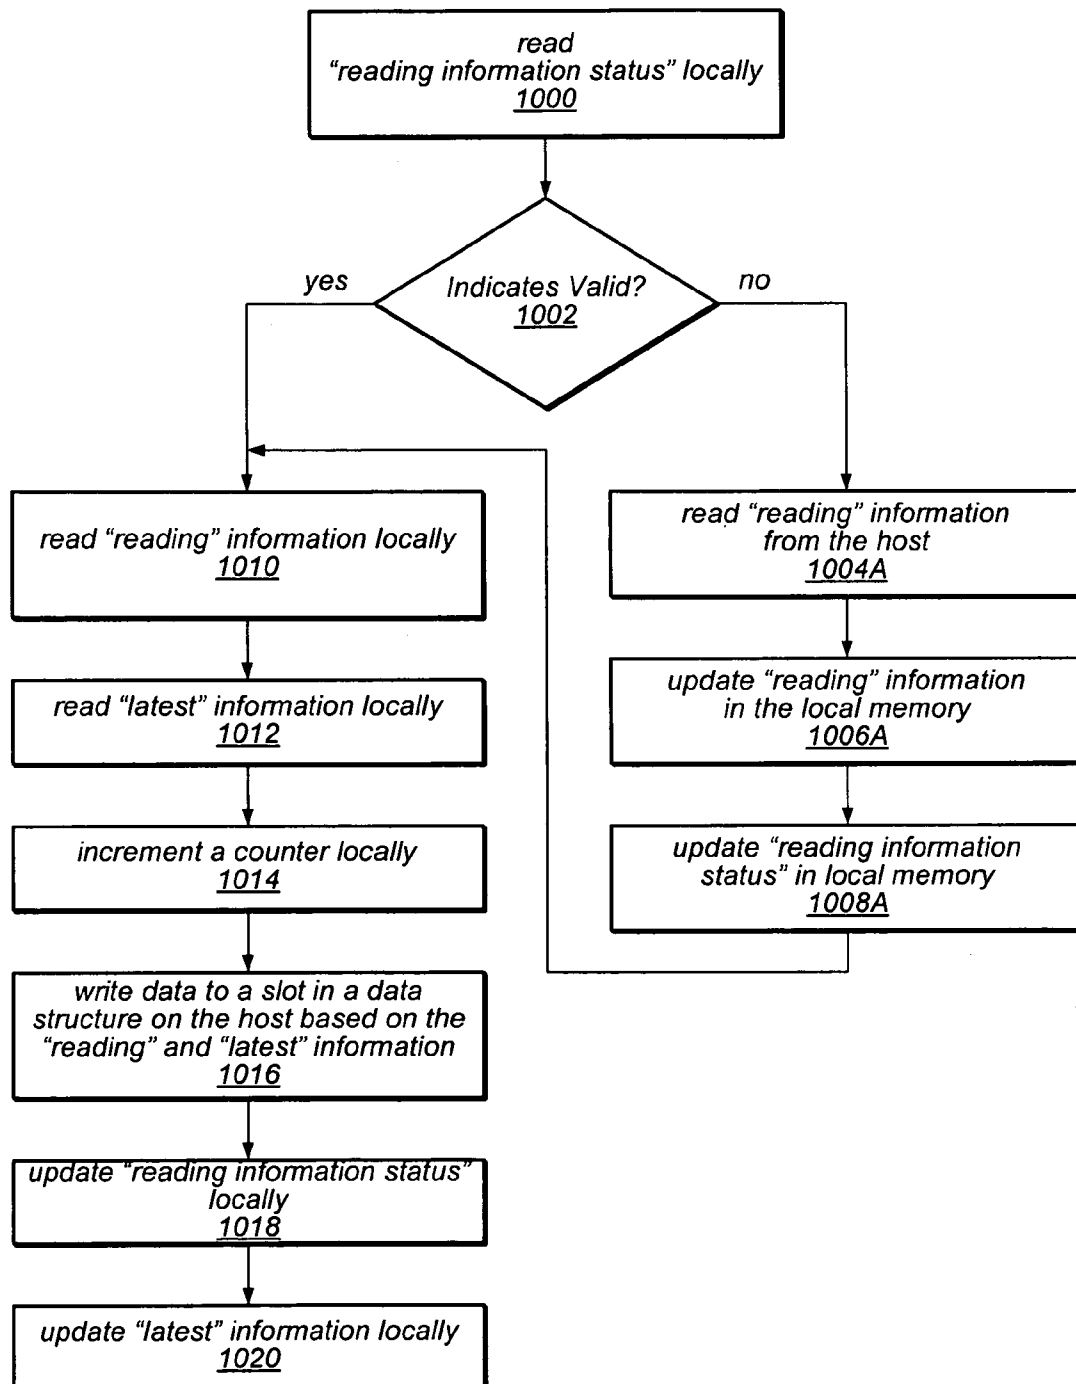 read
“reading information status” locally
1000
Indicates Valid?
1002
yes
no
read “reading” information locally
1010
read “latest” information locally
1012
increment a counter locally
1014
write data to a slot in a data
structure on the host based on the
“reading” and “latest” information
1016
update “reading information status”
locally
1018
update “latest” information locally
1020
read “reading” information
from the host
1004A
update “reading” information
in the local memory
1006A
update “reading information
status” in local memory
1008A